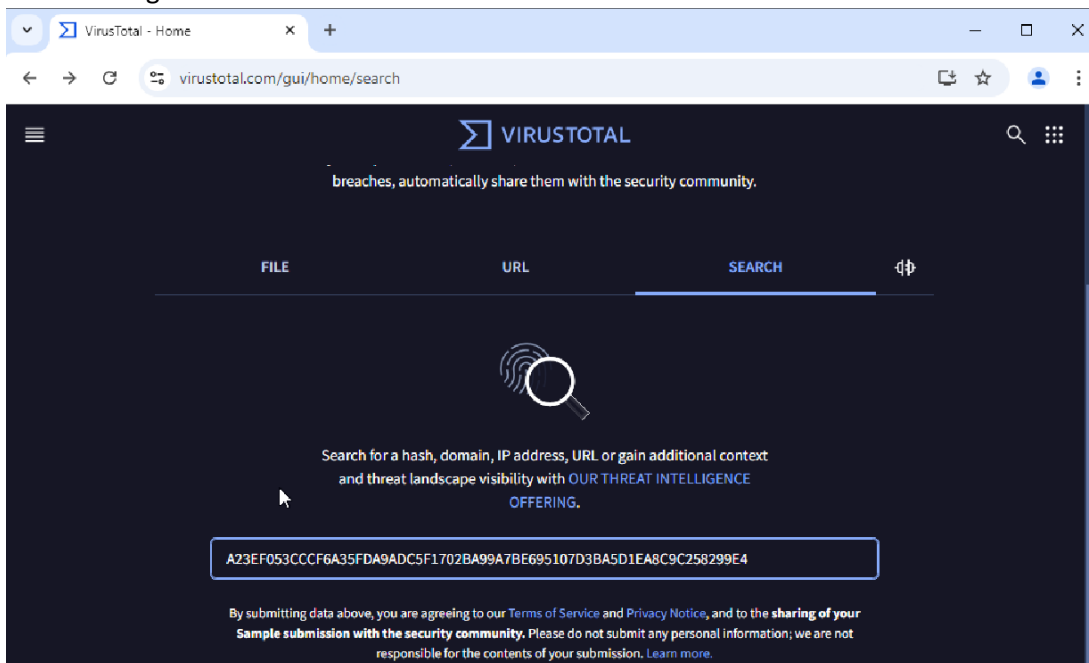 VirusTotal - Home
virustotal.com/gui/home/search
VIRUSTOTAL
breaches, automatically share them with the security community.
FILE URL SEARCH
Search for a hash, domain, IP address, URL or gain additional context
and threat landscape visibility with OUR THREAT INTELLIGENCE
OFFERING.
A23EF053CCCF6A35FDA9ADC5F1702BA99A7BE695107D3BA5D1EA8C9C258299E4
By submitting data above, you are agreeing to our Terms of Service and Privacy Notice, and to the sharing of your
Sample submission with the security community. Please do not submit any personal information; we are not
responsible for the contents of your submission. Learn more.